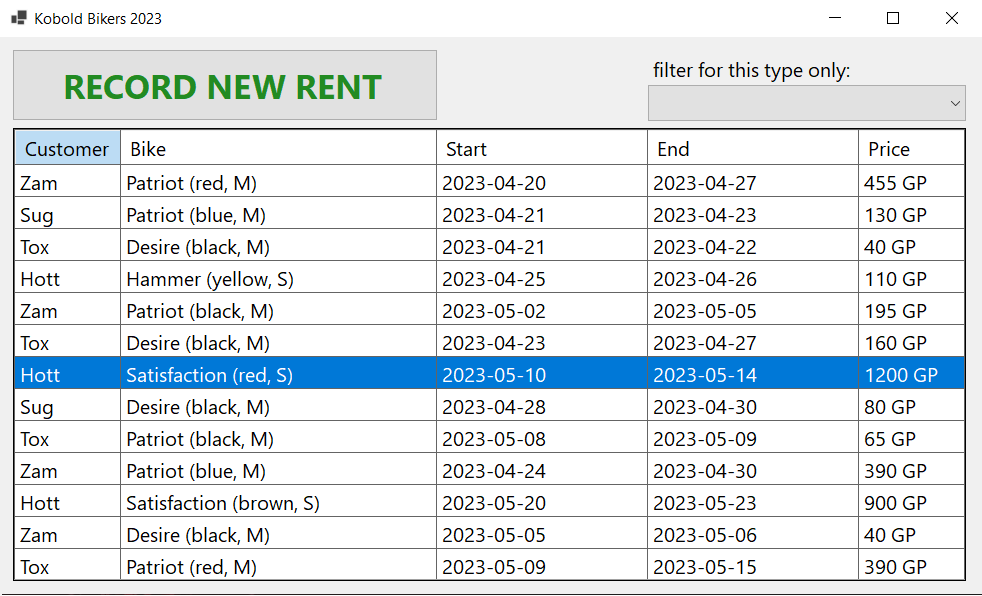 Kobold Bikers 2023
RECORD NEW RENT
filter for this type only:
Customer Bike Start End Price
Zam Patriot (red, M) 2023-04-20 2023-04-27 455 GP
Sug Patriot (blue, M) 2023-04-21 2023-04-23 130 GP
Tox Desire (black, M) 2023-04-21 2023-04-22 40 GP
Hott Hammer (yellow, S) 2023-04-25 2023-04-26 110 GP
Zam Patriot (black, M) 2023-05-02 2023-05-05 195 GP
Tox Desire (black, M) 2023-04-23 2023-04-27 160 GP
Hott Satisfaction (red, S) 2023-05-10 2023-05-14 1200 GP
Sug Desire (black, M) 2023-04-28 2023-04-30 80 GP
Tox Patriot (black, M) 2023-05-08 2023-05-09 65 GP
Zam Patriot (blue, M) 2023-04-24 2023-04-30 390 GP
Hott Satisfaction (brown, S) 2023-05-20 2023-05-23 900 GP
Zam Desire (black, M) 2023-05-05 2023-05-06 40 GP
Tox Patriot (red, M) 2023-05-09 2023-05-15 390 GP